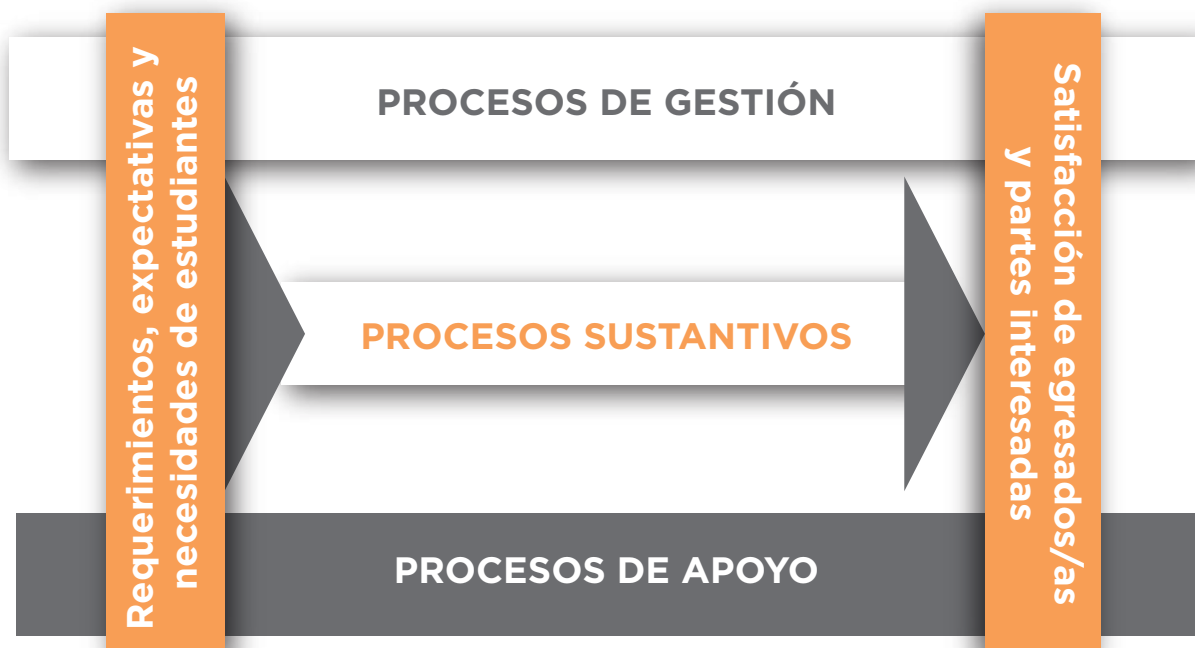 Requerimientos, expectativas y
necesidades de estudiantes
PROCESOS DE GESTIÓN
PROCESOS SUSTANTIVOS
PROCESOS DE APOYO
Satisfacción de egresados/as
y partes interesadas